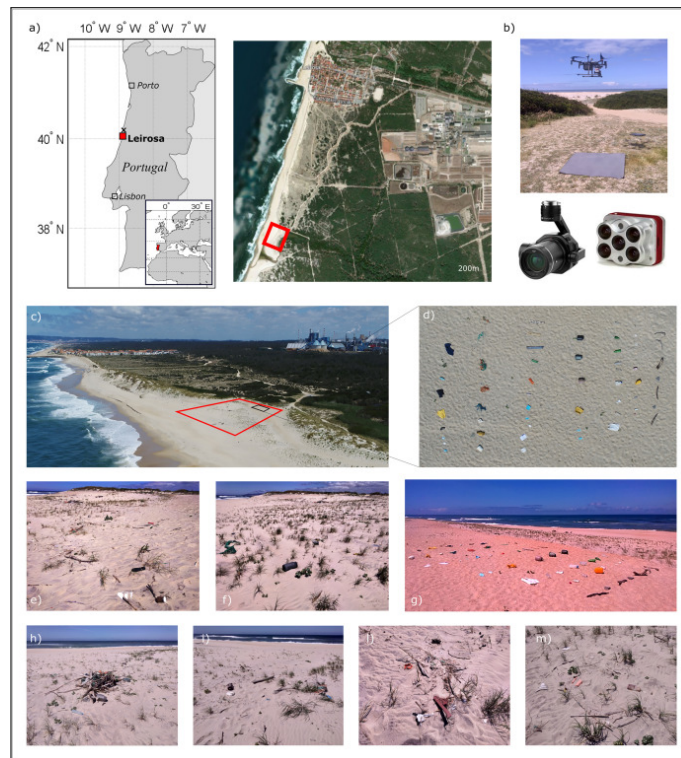 a)
10° W 9° W 8° W 7° W
b)
42° N
Porto
40° N
Leirosa
Portugal
Lisbon
0° 30° E
38° N
200m
c)
d)
e)
f)
g)
h)
i)
l)
m)